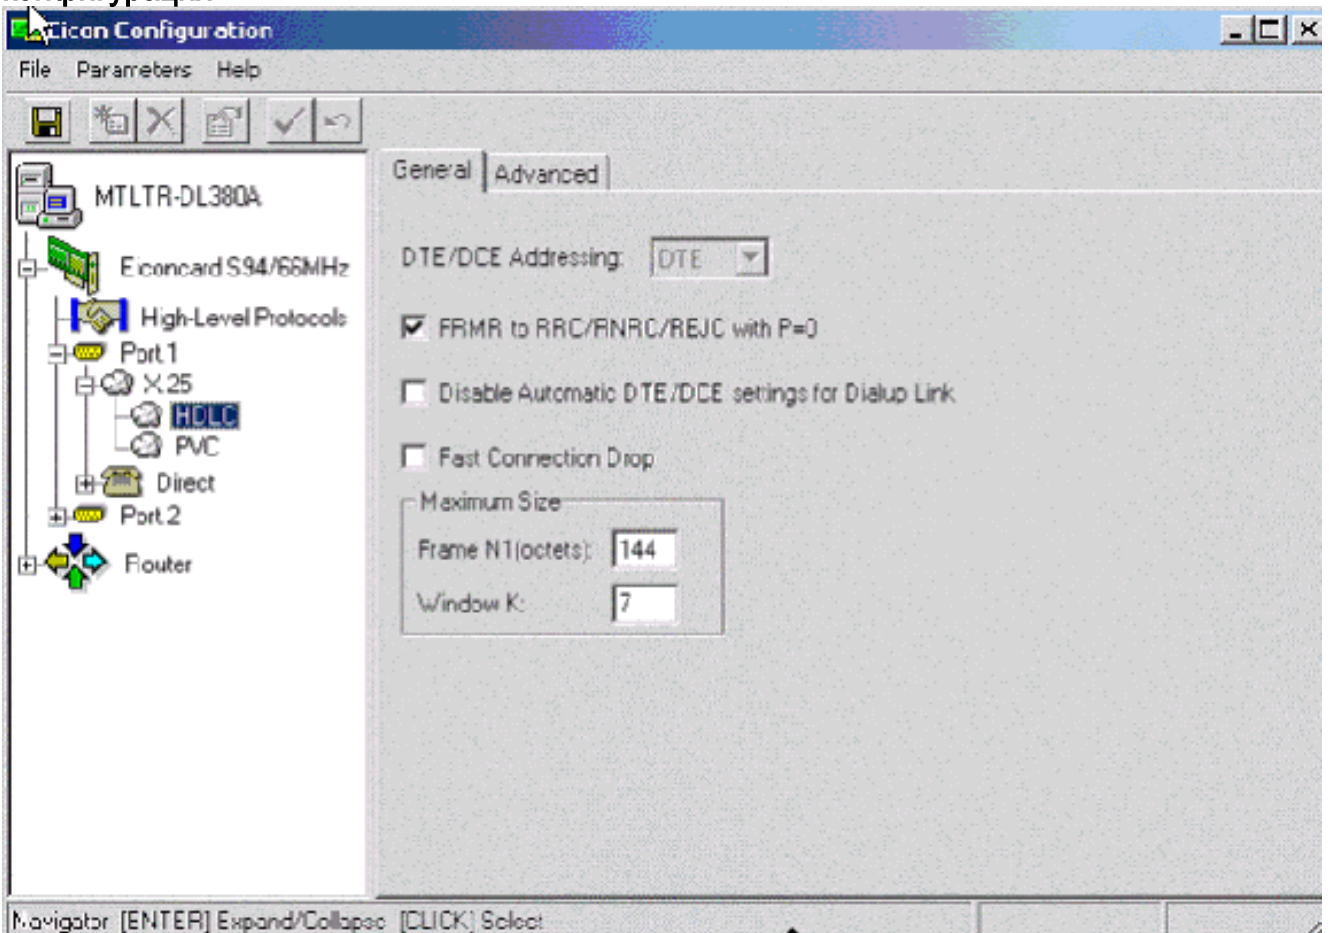 Eicon Configuration
File Parameters Help
MTLTR-DL380A
Eiconcard S94/66MHz
High-Level Protocols
Port 1
X.25
HDLC
PVC
Direct
Port 2
Router
General Advanced
DTE/DCE Addressing: DTE
FRMR to RRC/RNRC/REJC with P=0
Disable Automatic DTE/DCE settings for Dialup Link
Fast Connection Drop
Maximum Size
Frame N1(octets): 144
Window K: 7
Navigator [ENTER] Expand/Collapse [CLICK] Select